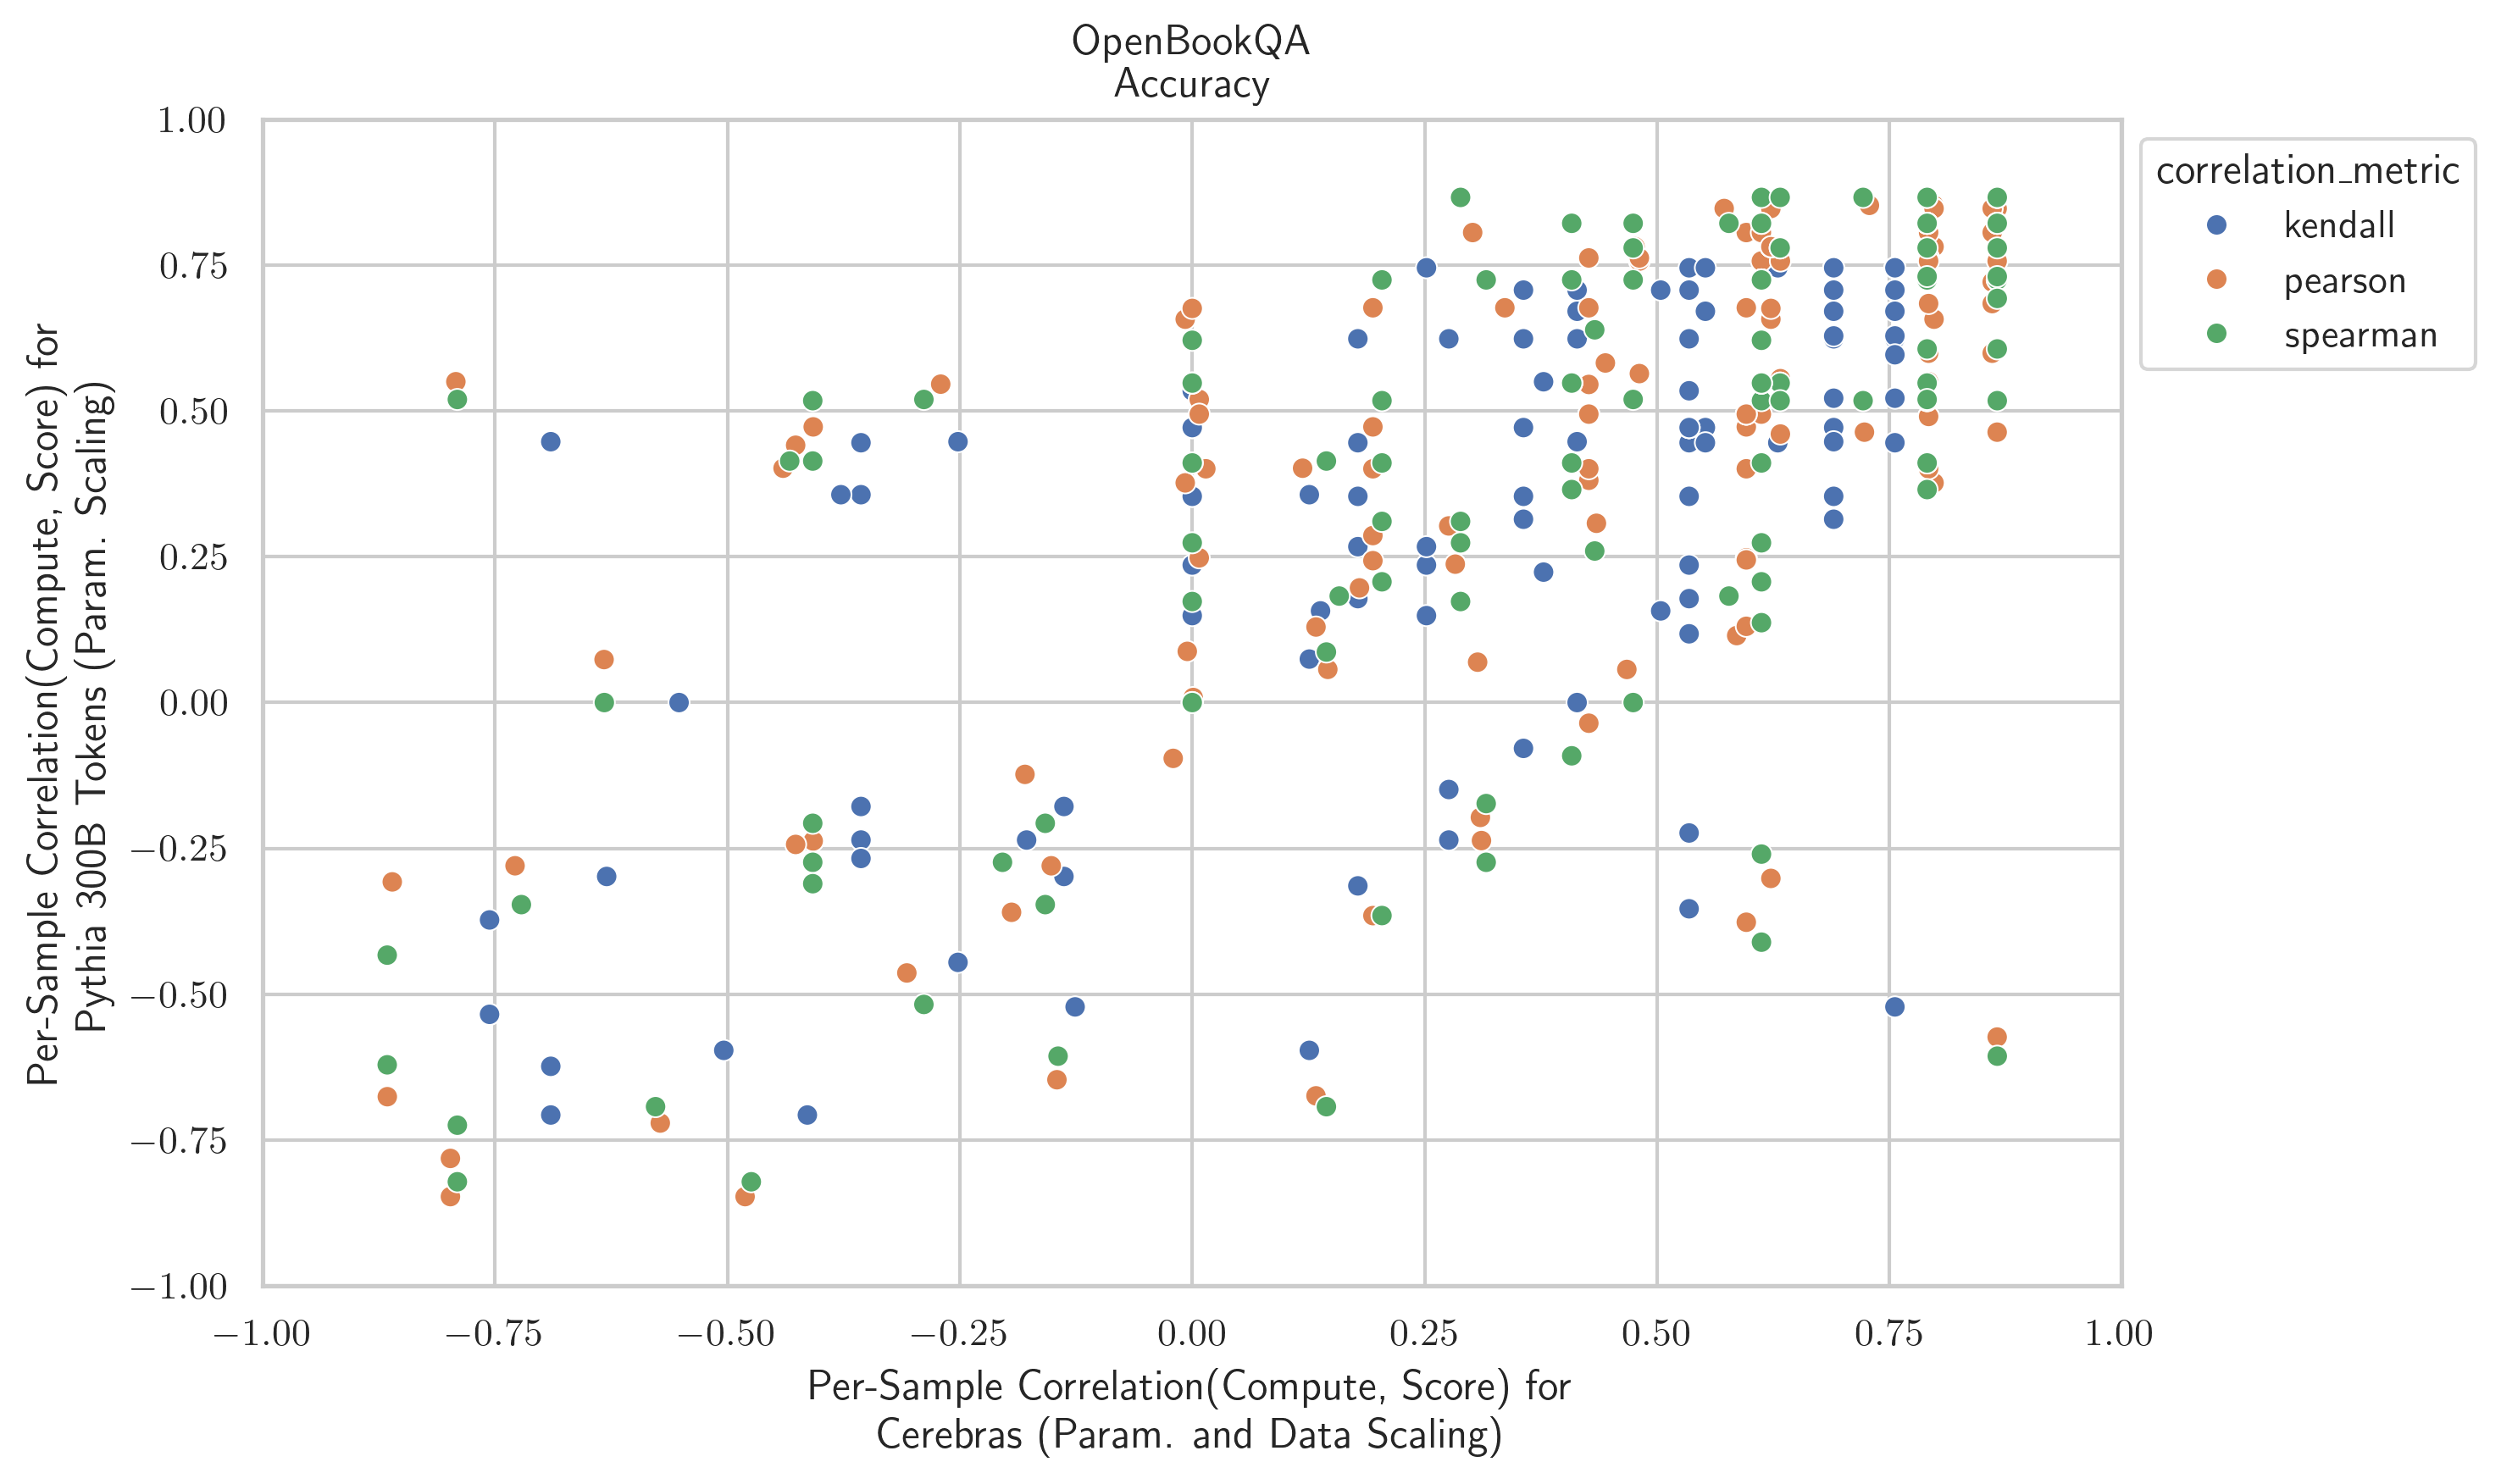 OpenBookQA
Accuracy
Per-Sample Correlation(Compute, Score) for
Pythia 300B Tokens (Param. Scaling)
1.00
0.75
0.50
0.25
0.00
−0.25
−0.50
−0.75
−1.00
−1.00 −0.75 −0.50 −0.25 0.00 0.25 0.50 0.75 1.00
Per-Sample Correlation(Compute, Score) for
Cerebras (Param. and Data Scaling)
correlation_metric
kendall
pearson
spearman